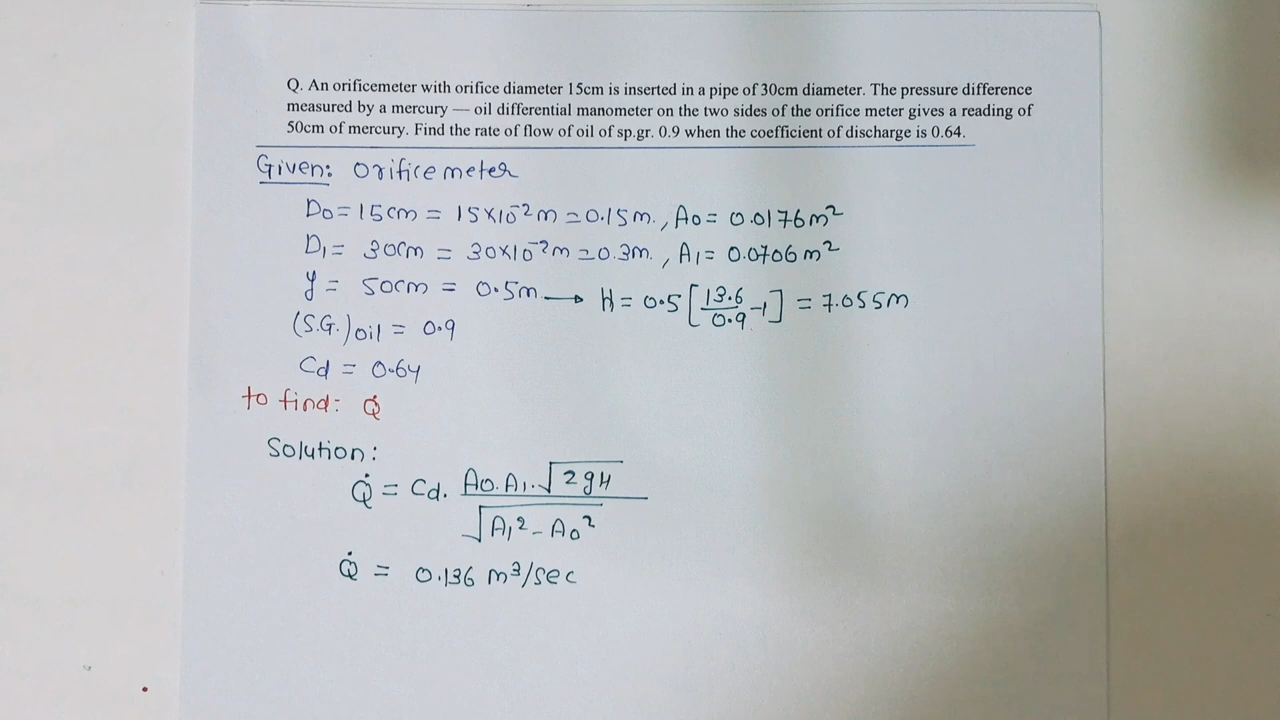 Q. An orificemeter with orifice diameter 15cm is inserted in a pipe of 30cm diameter. The pressure difference
measured by a mercury — oil differential manometer on the two sides of the orifice meter gives a reading of
50cm of mercury. Find the rate of flow of oil of sp.gr. 0.9 when the coefficient of discharge is 0.64.
Given: Orifice meter
D₀ = 15cm = 15×10⁻²m = 0.15m., A₀ = 0.0176m²
D₁ = 30cm = 30×10⁻²m = 0.3m., A₁ = 0.0706m²
y = 50cm = 0.5m → H = 0.5[13.6/0.9 -1] = 7.055m
(S.G.)oil = 0.9
Cd = 0.64
to find: Q̇
Solution:
Q̇ = Cd. A₀.A₁.√2gH / √A₁² - A₀²
Q̇ = 0.136 m³/sec